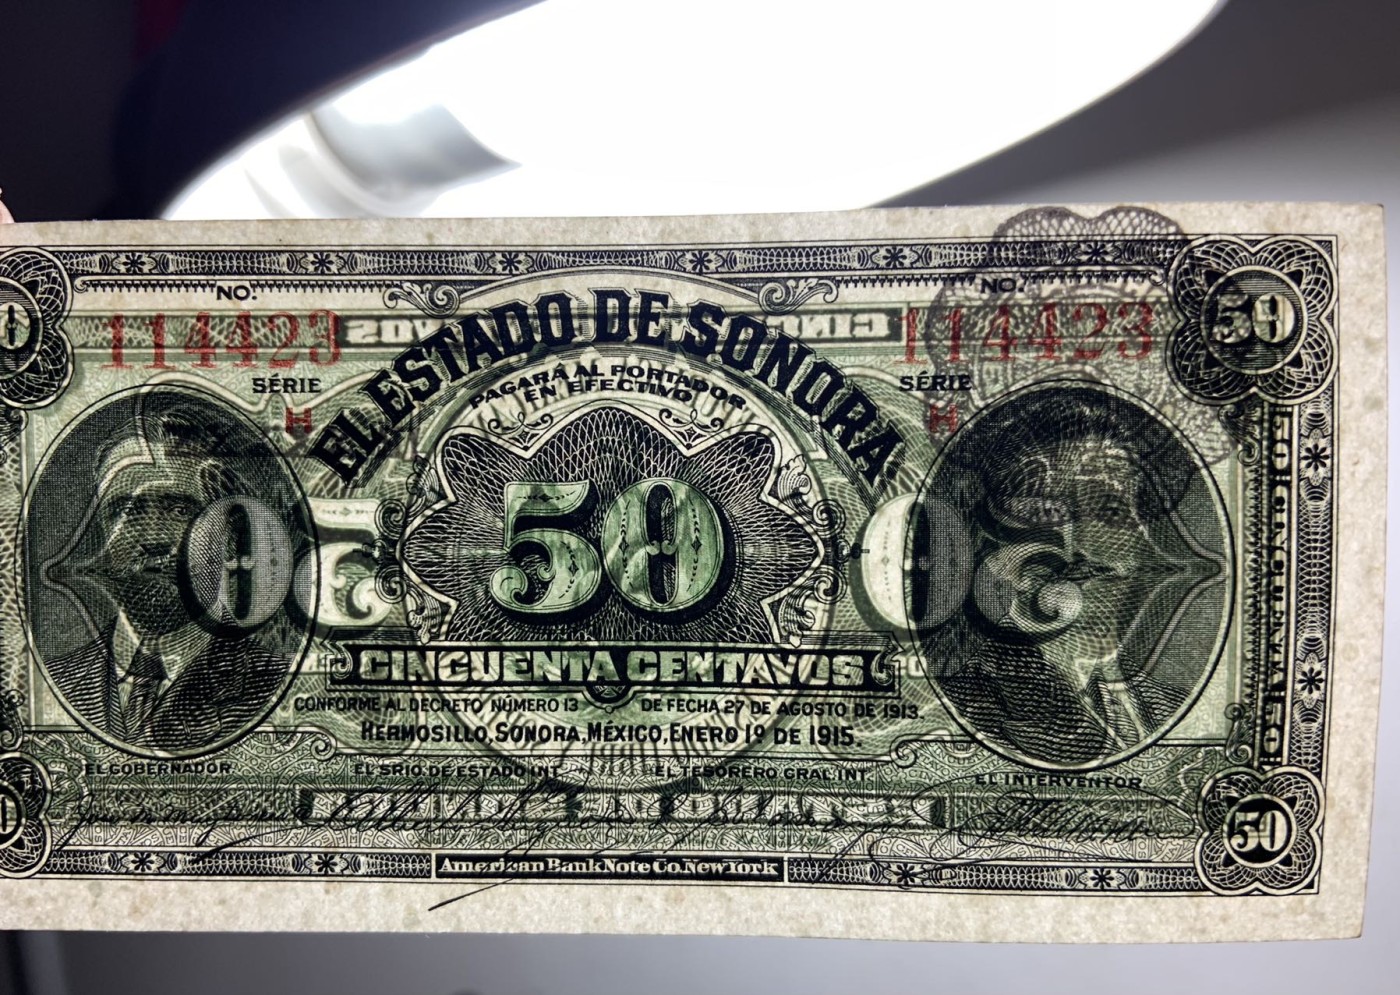 NO.
NO.
114423
114423
EL ESTADO DE SONORA
SÉRIE
H
SÉRIE
H
PAGARÁ AL PORTADOR
EN EFECTIVO
50
50
CINCUENTA CENTAVOS
CONFORME AL DECRETO NÚMERO 13 DE FECHA 27 DE AGOSTO DE 1913.
HERMOSILLO, SONORA, MÉXICO, ENERO 1º DE 1915.
EL GOBERNADOR
EL SRIO. DE ESTADO INT.
EL TESORERO GRAL. INT.
EL INTERVENTOR
50
American Bank Note Co. New York